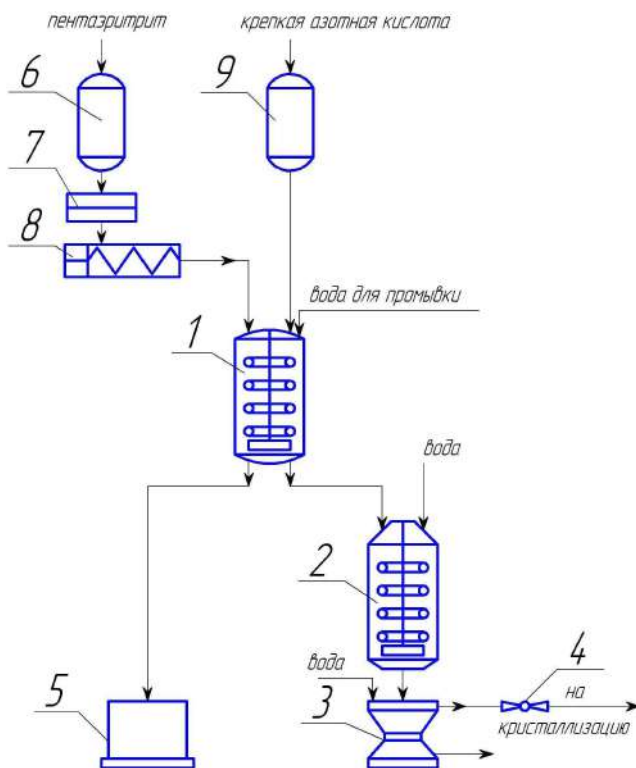 пентаэритрит
крепкая азотная кислота
6
9
7
8
вода для промывки
1
вода
2
вода
4
на
5
3
кристаллизацию